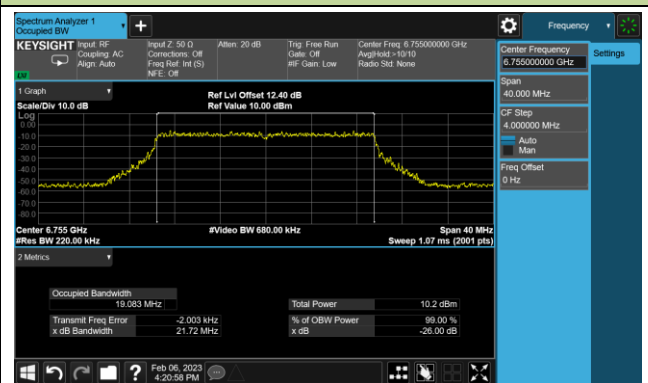 Spectrum Analyzer 1
Occupied BW
Frequency
KEYSIGHT
Input: RF
Coupling: AC
Align: Auto
Input Z: 50 Ω
Corrections: Off
Freq Ref: Int (S)
NFE: Off
Atten: 20 dB
Trig: Free Run
Gate: Off
#IF Gain: Low
Center Freq: 6.755000000 GHz
Avg|Hold:>10/10
Radio Std: None
Center Frequency
6.755000000 GHz
Settings
Span
40.000 MHz
CF Step
4.000000 MHz
Auto
Man
Freq Offset
0 Hz
1 Graph
Scale/Div 10.0 dB
Ref Lvl Offset 12.40 dB
Ref Value 10.00 dBm
Log
0.00
-10.0
-20.0
-30.0
-40.0
-50.0
-60.0
-70.0
-80.0
Center 6.755 GHz
#Res BW 220.00 kHz
#Video BW 680.00 kHz
Span 40 MHz
Sweep 1.07 ms (2001 pts)
2 Metrics
Occupied Bandwidth
19.083 MHz
Total Power 10.2 dBm
Transmit Freq Error -2.003 kHz
% of OBW Power 99.00 %
x dB Bandwidth 21.72 MHz
x dB -26.00 dB
Feb 06, 2023
4:20:58 PM